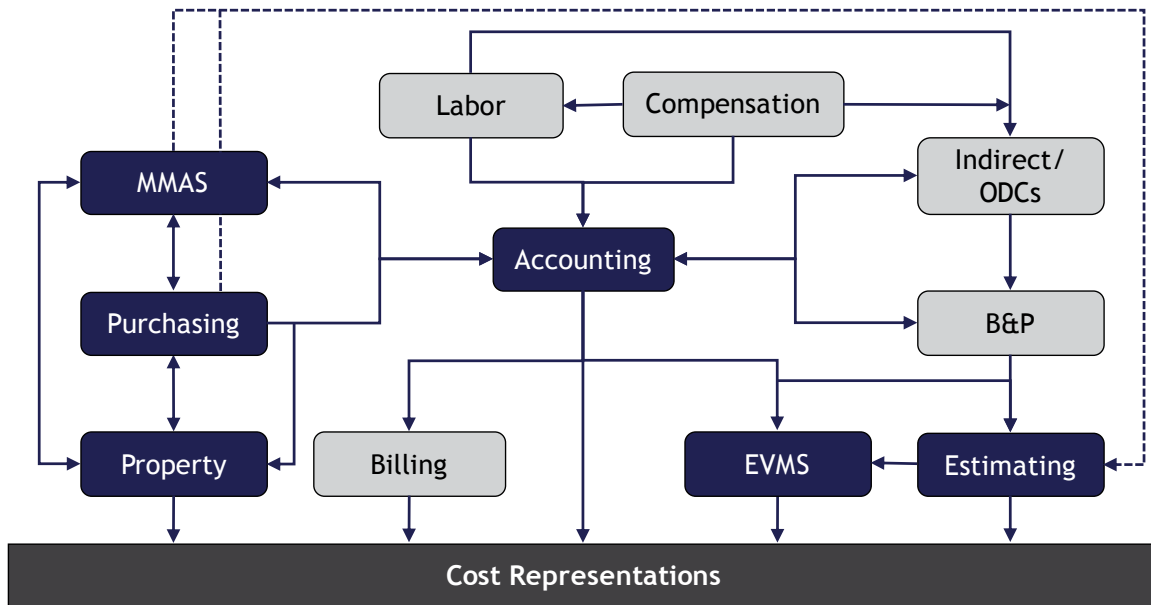 Labor
Compensation
MMAS
Indirect/
ODCs
Accounting
Purchasing
B&P
Property
Billing
EVMS
Estimating
Cost Representations